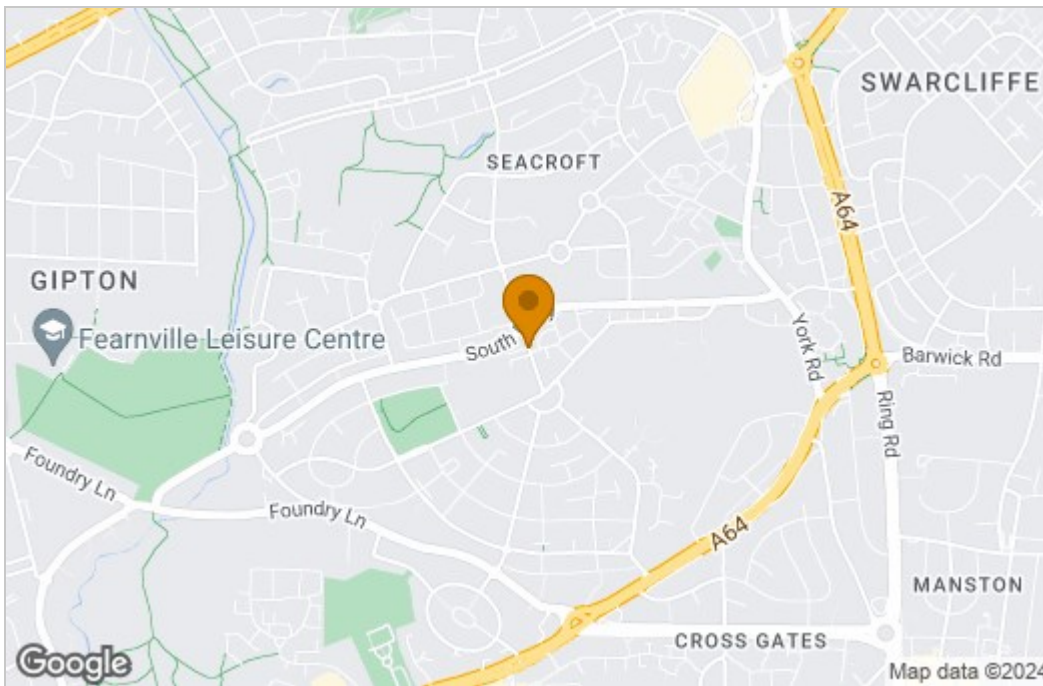 SWARCLIFFE
SEACROFT
A64
GIPTON
Fearnville Leisure Centre
South
York Rd
Barwick Rd
Ring Rd
Foundry Ln
Foundry Ln
A64
MANSTON
CROSS GATES
Google
Map data ©2024